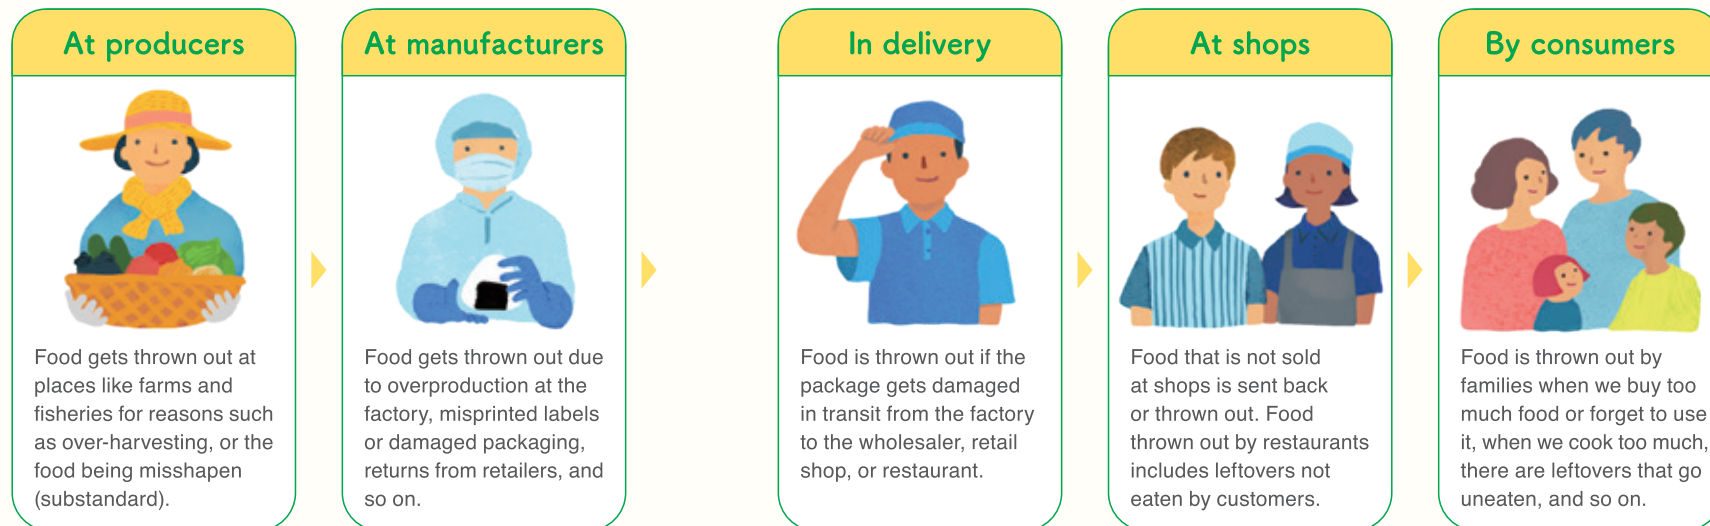 At producers
Food gets thrown out at
places like farms and
fisheries for reasons such
as over-harvesting, or the
food being misshapen
(substandard).
At manufacturers
Food gets thrown out due
to overproduction at the
factory, misprinted labels
or damaged packaging,
returns from retailers, and
so on.
In delivery
Food is thrown out if the
package gets damaged
in transit from the factory
to the wholesaler, retail
shop, or restaurant.
At shops
Food that is not sold
at shops is sent back
or thrown out. Food
thrown out by restaurants
includes leftovers not
eaten by customers.
By consumers
Food is thrown out by
families when we buy too
much food or forget to use
it, when we cook too much,
there are leftovers that go
uneaten, and so on.